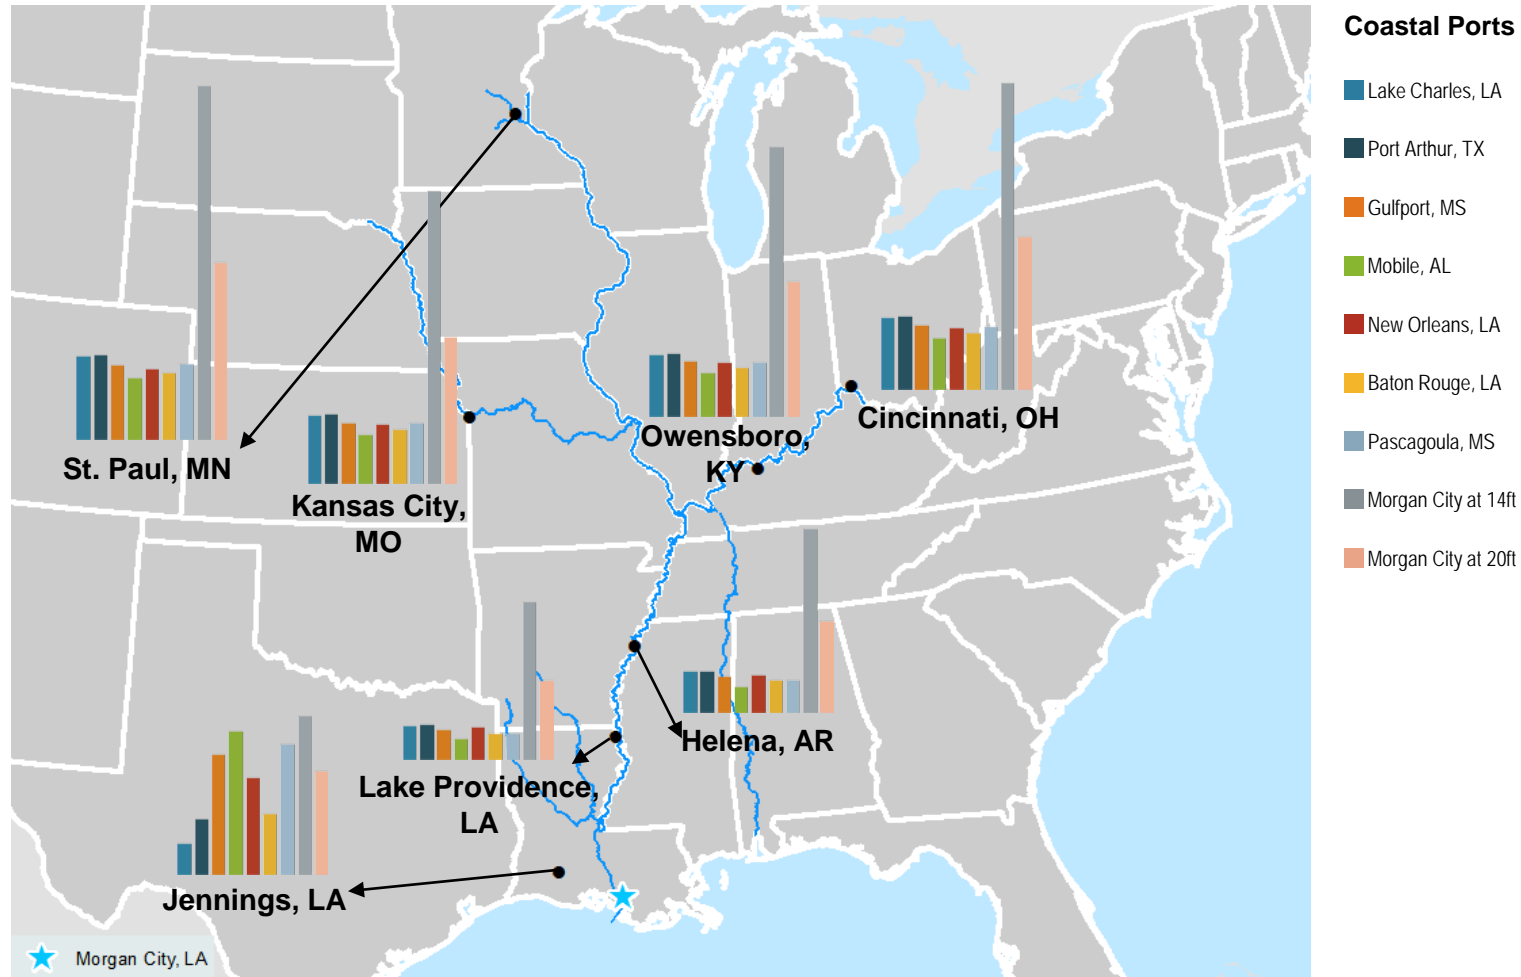 Coastal Ports
Lake Charles, LA
Port Arthur, TX
Gulfport, MS
Mobile, AL
New Orleans, LA
Baton Rouge, LA
Pascagoula, MS
Morgan City at 14ft
Morgan City at 20ft
St. Paul, MN
Kansas City,
MO
Owensboro,
KY
Cincinnati, OH
Lake Providence,
LA
Helena, AR
Jennings, LA
Morgan City, LA